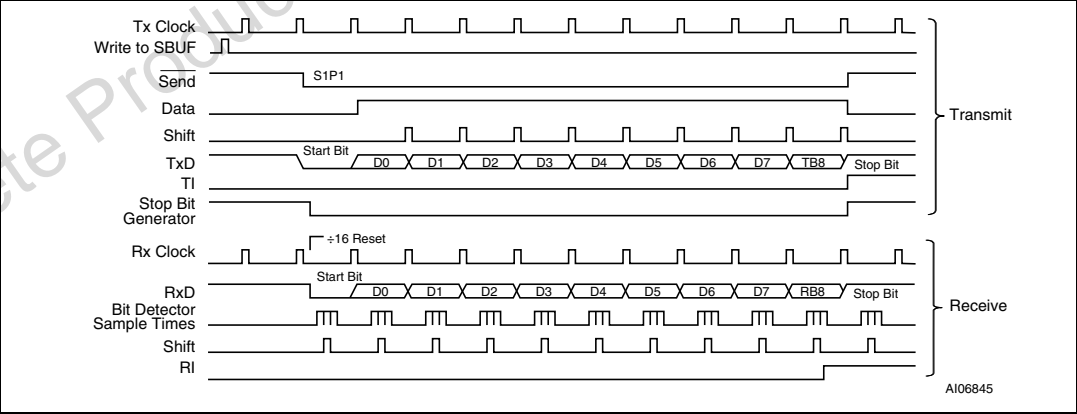 ete Produc
Tx Clock
Write to SBUF
Send
S1P1
Data
Transmit
Shift
Start Bit
TxD
D0 D1 D2 D3 D4 D5 D6 D7 TB8 Stop Bit
TI
Stop Bit
Generator
÷16 Reset
Rx Clock
Start Bit
RxD
D0 D1 D2 D3 D4 D5 D6 D7 RB8 Stop Bit
Bit Detector
Sample Times
Receive
Shift
RI
AI06845